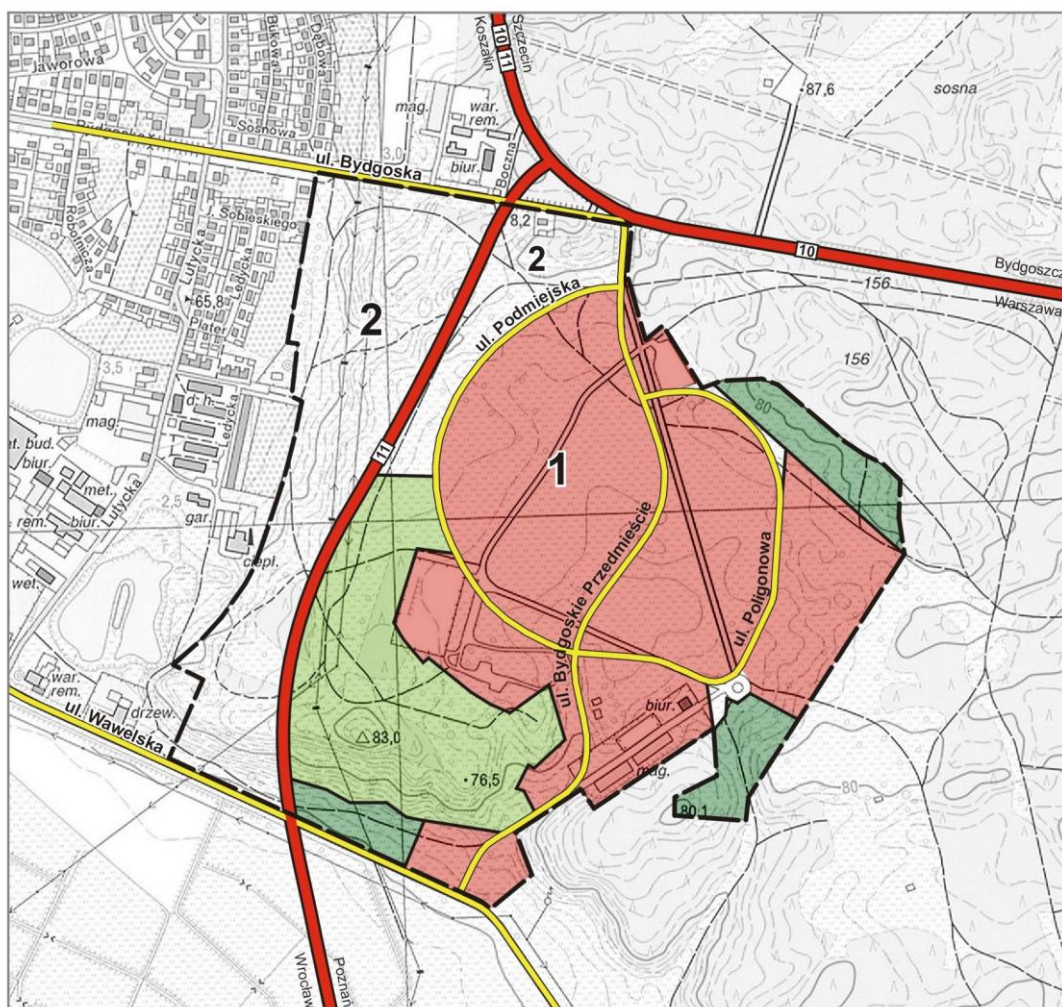 Szczecin
Koszalin
10
11
Jaworowa
Bukowa
Dębowa
87,6
sosna
Sosnowa
mag.
war.
rem.
biur.
3,0
Boczna
ul. Bydgoska
Robotnicza
Łużycka
Sobieskiego
Ledycka
8,2
2
10
Bydgoszcz
Warszawa
156
65,8
Plater
2
ul. Podmiejska
156
3,5
d. h.
Ledycka
mag.
80
bud.
biur.
11
1
met.
2,5
rem.
biur.
gar.
ciepl.
wet.
ul. Bydgoskie Przedmieście
ul. Poligonowa
war.
rem.
drzew.
ul. Wawelska
biur.
83,0
76,5
mag.
80
80,1
Wrocław
Poznań